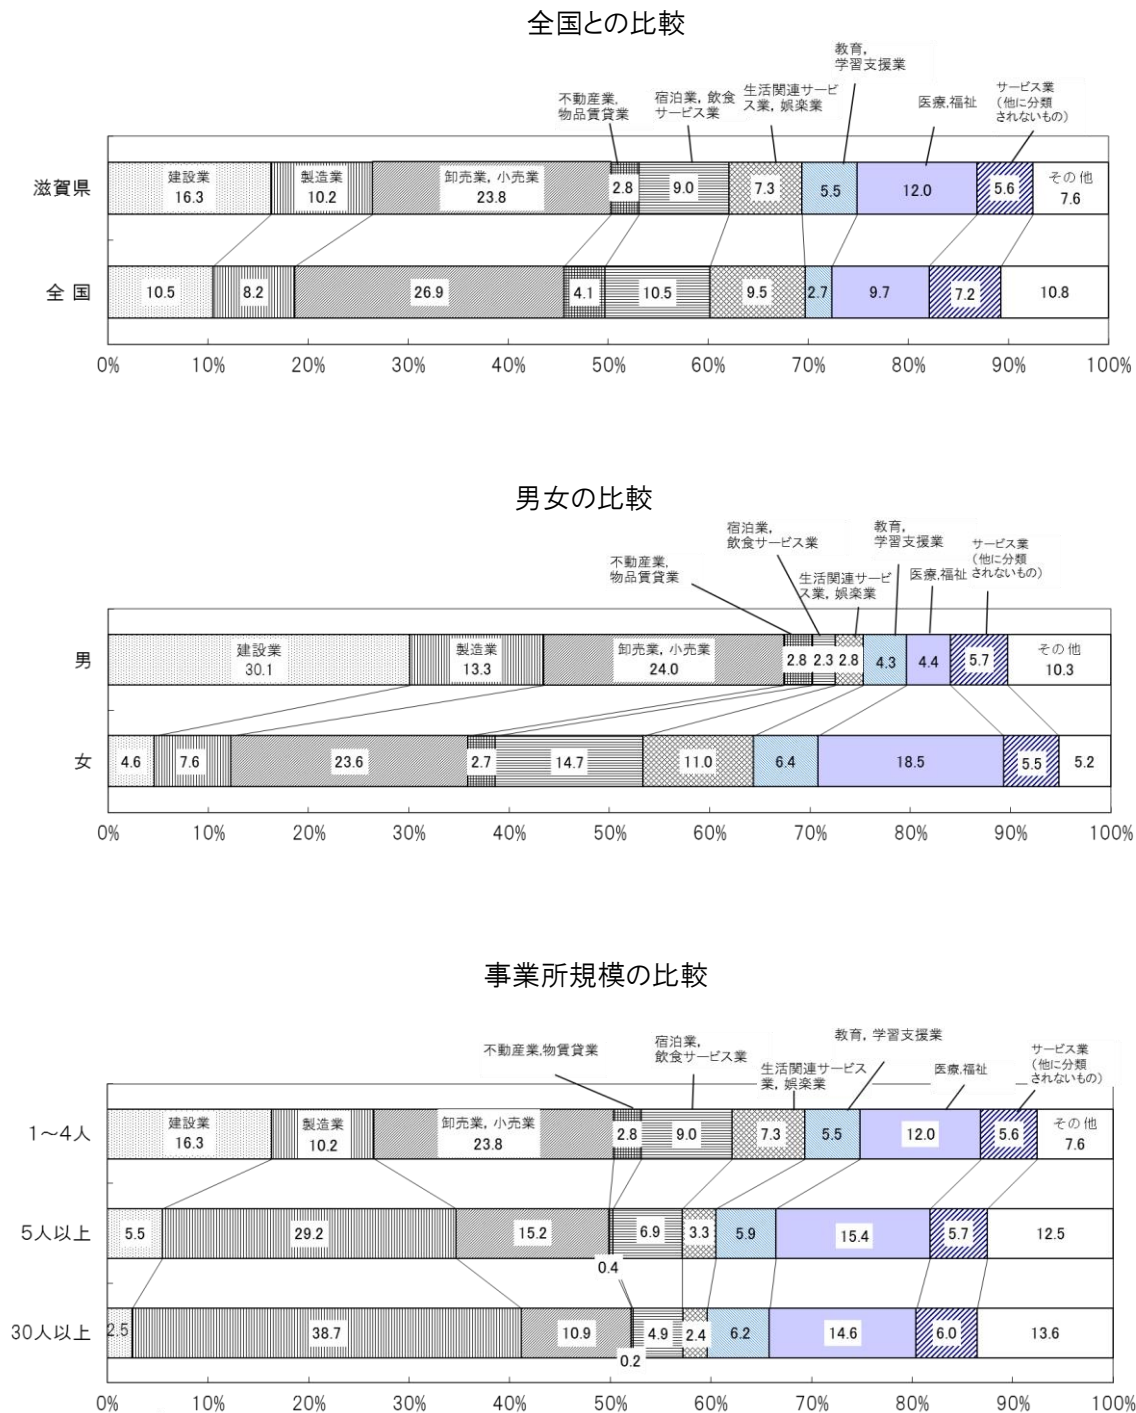 全国との比較
教育,
学習支援業
不動産業,
物品賃貸業
宿泊業, 飲食
サービス業
生活関連サービ
ス業, 娯楽業
医療,福祉
サービス業
(他に分類
されないもの)
滋賀県
建設業
16.3
製造業
10.2
卸売業, 小売業
23.8
2.8
9.0
7.3
5.5
12.0
5.6
その他
7.6
全国
10.5
8.2
26.9
4.1
10.5
9.5
2.7
9.7
7.2
10.8
0% 10% 20% 30% 40% 50% 60% 70% 80% 90% 100%
男女の比較
不動産業,
物品賃貸業
宿泊業,
飲食サービス業
生活関連サービ
ス業, 娯楽業
教育,
学習支援業
医療,福祉
サービス業
(他に分類
されないもの)
男
建設業
30.1
製造業
13.3
卸売業, 小売業
24.0
2.8
2.3
2.8
4.3
4.4
5.7
その他
10.3
女
4.6
7.6
23.6
2.7
14.7
11.0
6.4
18.5
5.5
5.2
0% 10% 20% 30% 40% 50% 60% 70% 80% 90% 100%
事業所規模の比較
不動産業,物賃貸業
宿泊業,
飲食サービス業
生活関連サービス
業, 娯楽業
教育, 学習支援業
医療,福祉
サービス業
(他に分類
されないもの)
1~4人
建設業
16.3
製造業
10.2
卸売業, 小売業
23.8
2.8
9.0
7.3
5.5
12.0
5.6
その他
7.6
5人以上
5.5
29.2
15.2
0.4
6.9
3.3
5.9
15.4
5.7
12.5
30人以上
2.5
38.7
10.9
0.2
4.9
2.4
6.2
14.6
6.0
13.6
0% 10% 20% 30% 40% 50% 60% 70% 80% 90% 100%